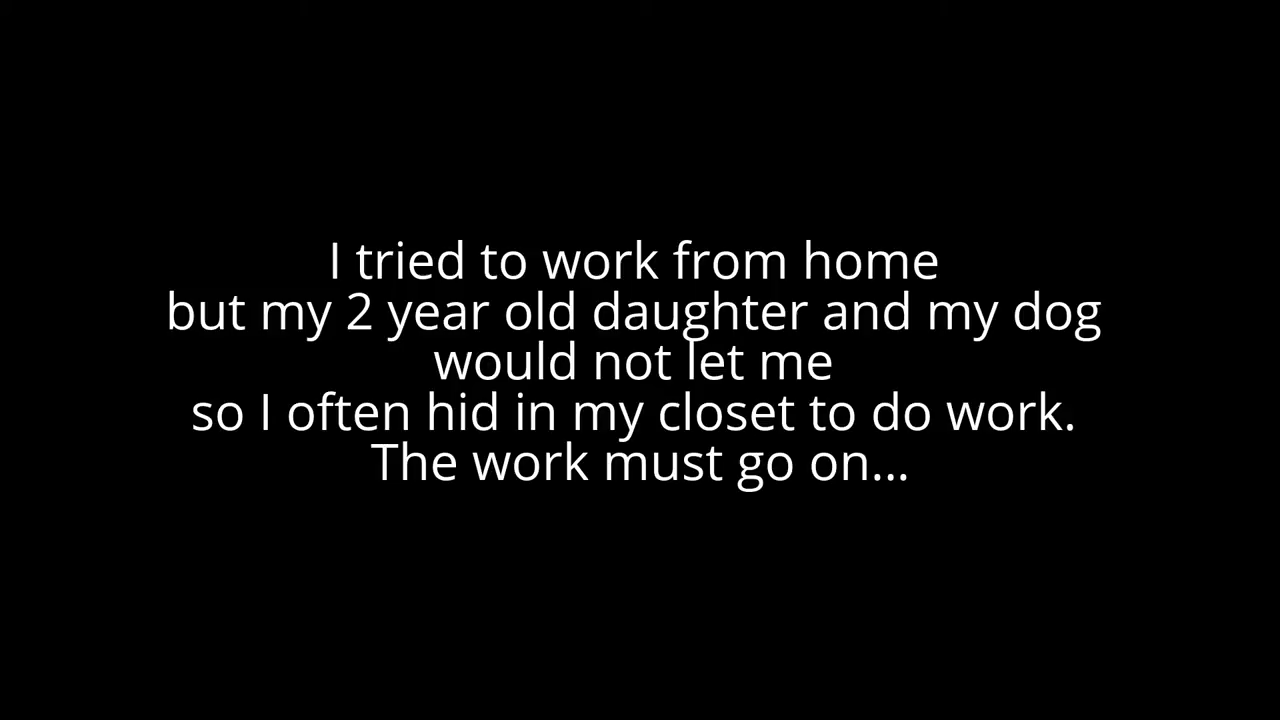 I tried to work from home
but my 2 year old daughter and my dog
would not let me
so I often hid in my closet to do work.
The work must go on...